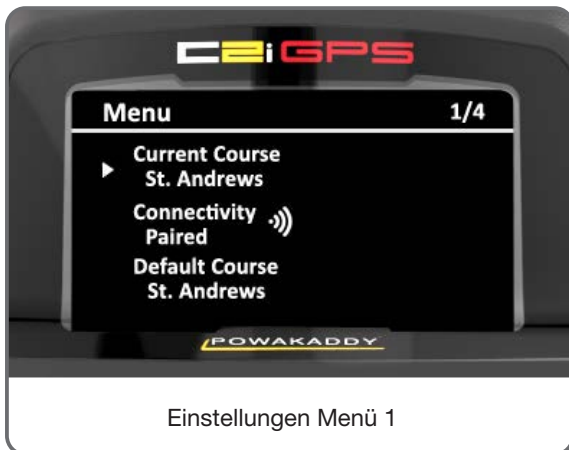 C2i GPS
Menu 1/4
Current Course
St. Andrews
Connectivity
Paired
Default Course
St. Andrews
POWAKADDY
Einstellungen Menü 1